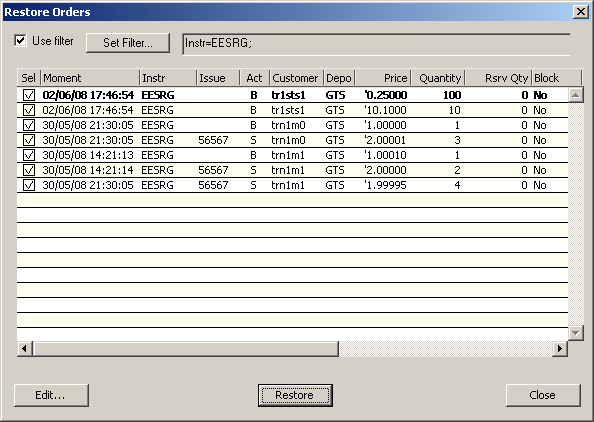 Restore Orders
Use filter Set Filter... Instr=EESRG;
Sel Moment Instr Issue Act Customer Depo Price Quantity Rsrv Qty Block
02/06/08 17:46:54 EESRG B tr1sts1 GTS '0.25000 100 0 No
02/06/08 17:46:54 EESRG B tr1sts1 GTS '10.1000 10 0 No
30/05/08 21:30:05 EESRG B trn1m0 GTS '1.00000 1 0 No
30/05/08 21:30:05 EESRG 56567 S trn1m0 GTS '2.00001 3 0 No
30/05/08 14:21:13 EESRG B trn1m1 GTS '1.00010 1 0 No
30/05/08 14:21:14 EESRG 56567 S trn1m1 GTS '2.00000 2 0 No
30/05/08 21:30:05 EESRG 56567 S trn1m1 GTS '1.99995 4 0 No
Edit... Restore Close